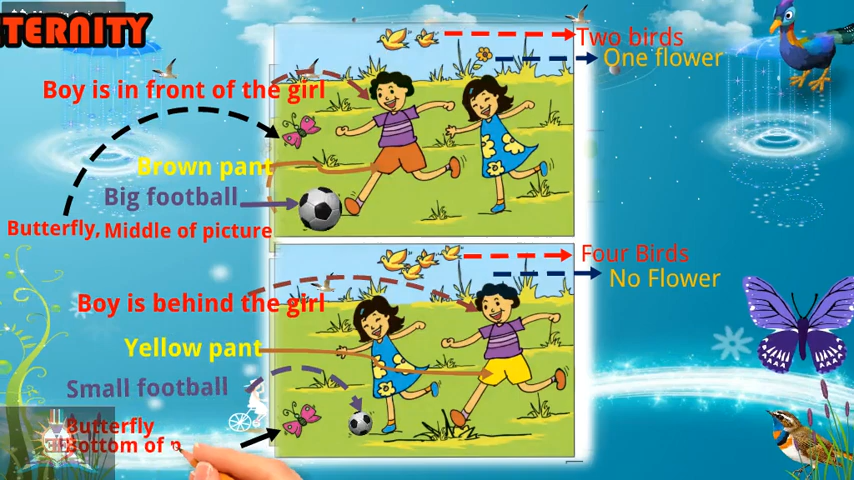 TERNITY
Two birds
One flower
Boy is in front of the girl
Brown pant
Big football
Butterfly, Middle of picture
Four Birds
No Flower
Boy is behind the girl
Yellow pant
Small football
Butterfly
Bottom of p